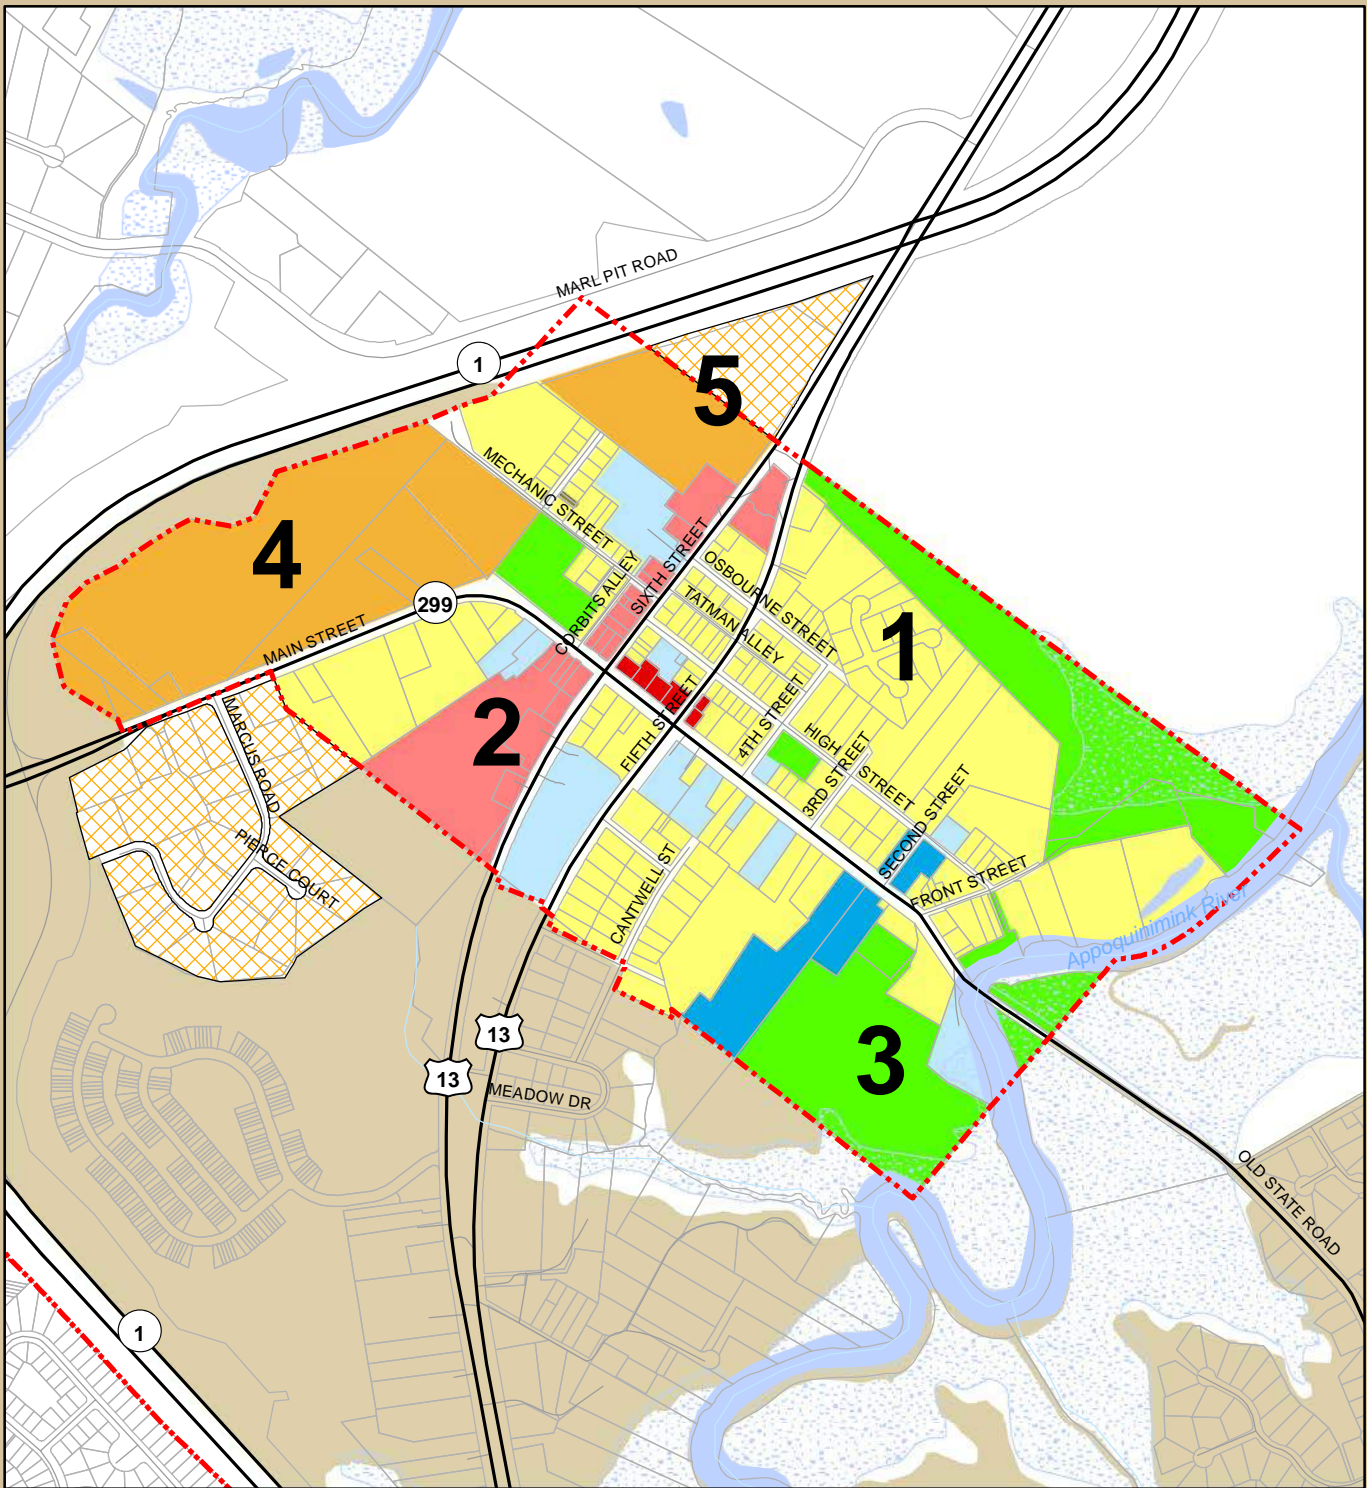 MARL PIT ROAD
1
5
MECHANIC STREET
4
SIXTH STREET
OSBOURNE STREET
CORBITS ALLEY
TATMAN ALLEY
299
MAIN STREET
1
2
MARCUS ROAD
FIFTH STREET
4TH STREET
HIGH STREET
3RD STREET
SECOND STREET
PIERCE COURT
CANTWELL ST
FRONT STREET
Appoquinimink River
13
13
3
MEADOW DR
OLD STATE ROAD
1